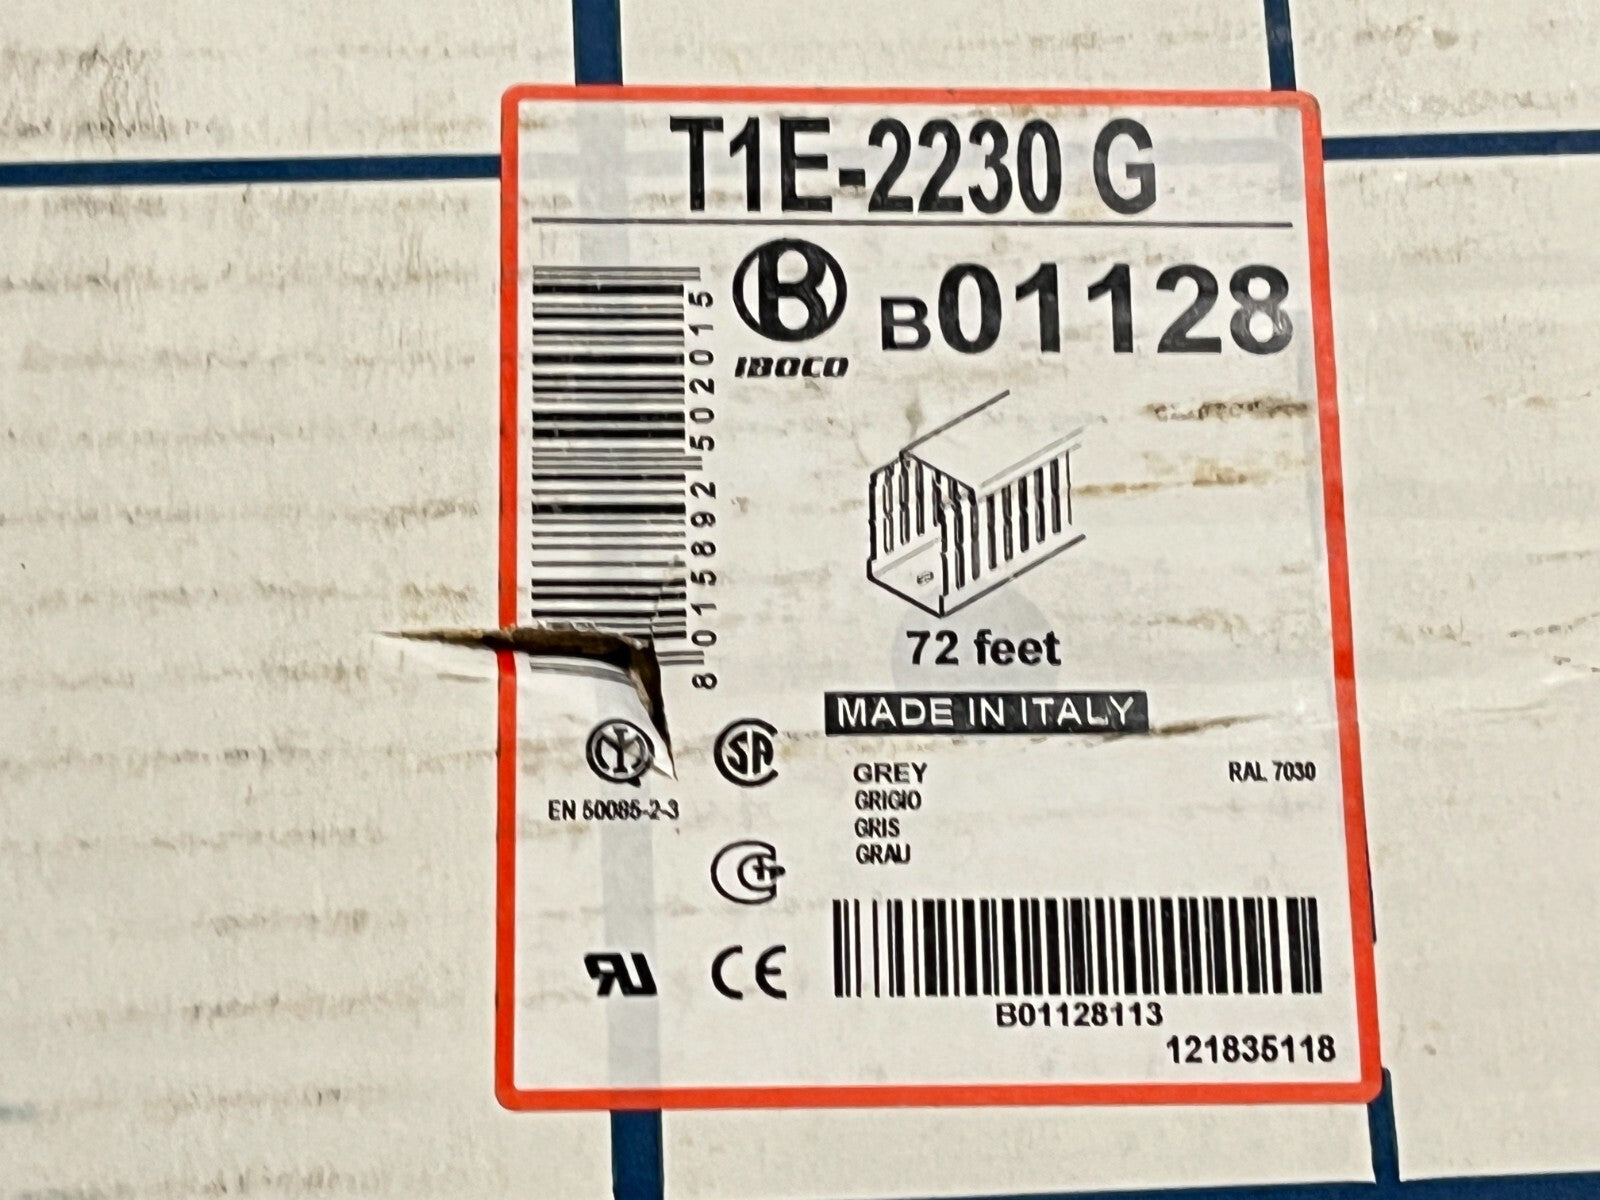 T1E-2230 G
IBOCO
B01128
8015892502015
72 feet
MADE IN ITALY
EN 50085-2-3
GREY
RAL 7030
GRIGIO
GRIS
GRAU
CE
B01128113
121835118